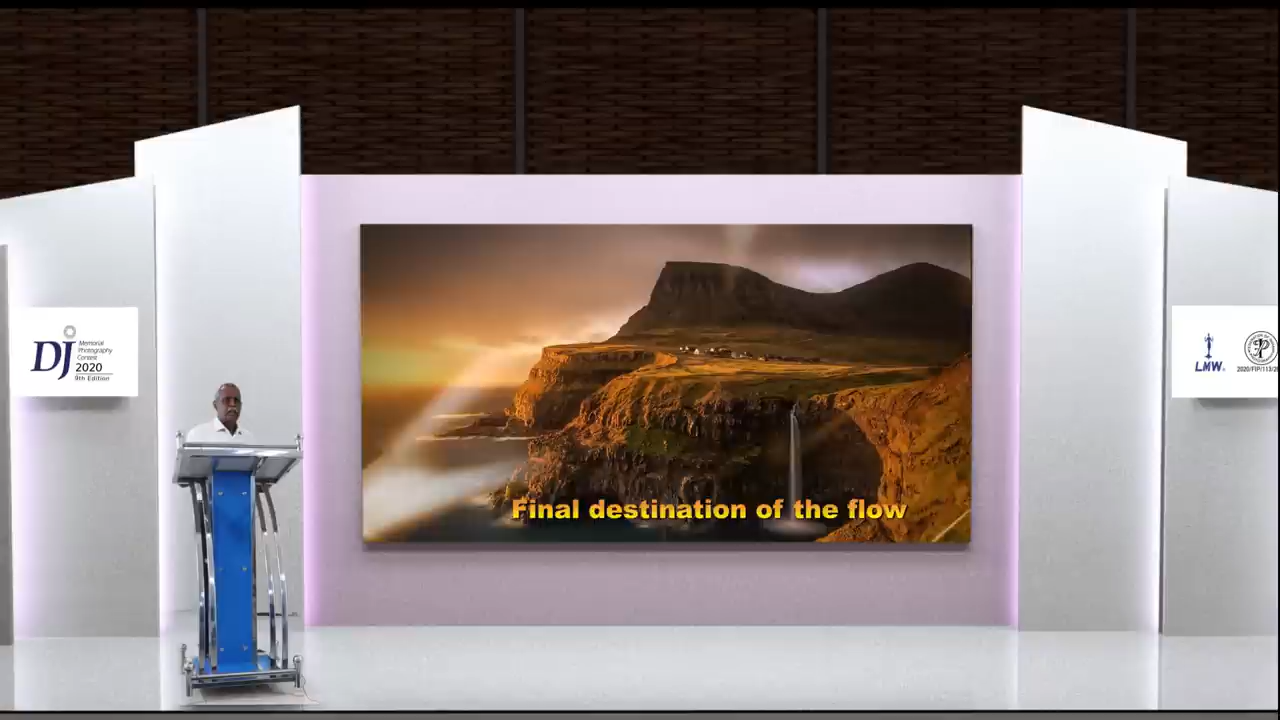 DJ
Memorial
Photography
Contest
2020
9th Edition
Final destination of the flow
LMW